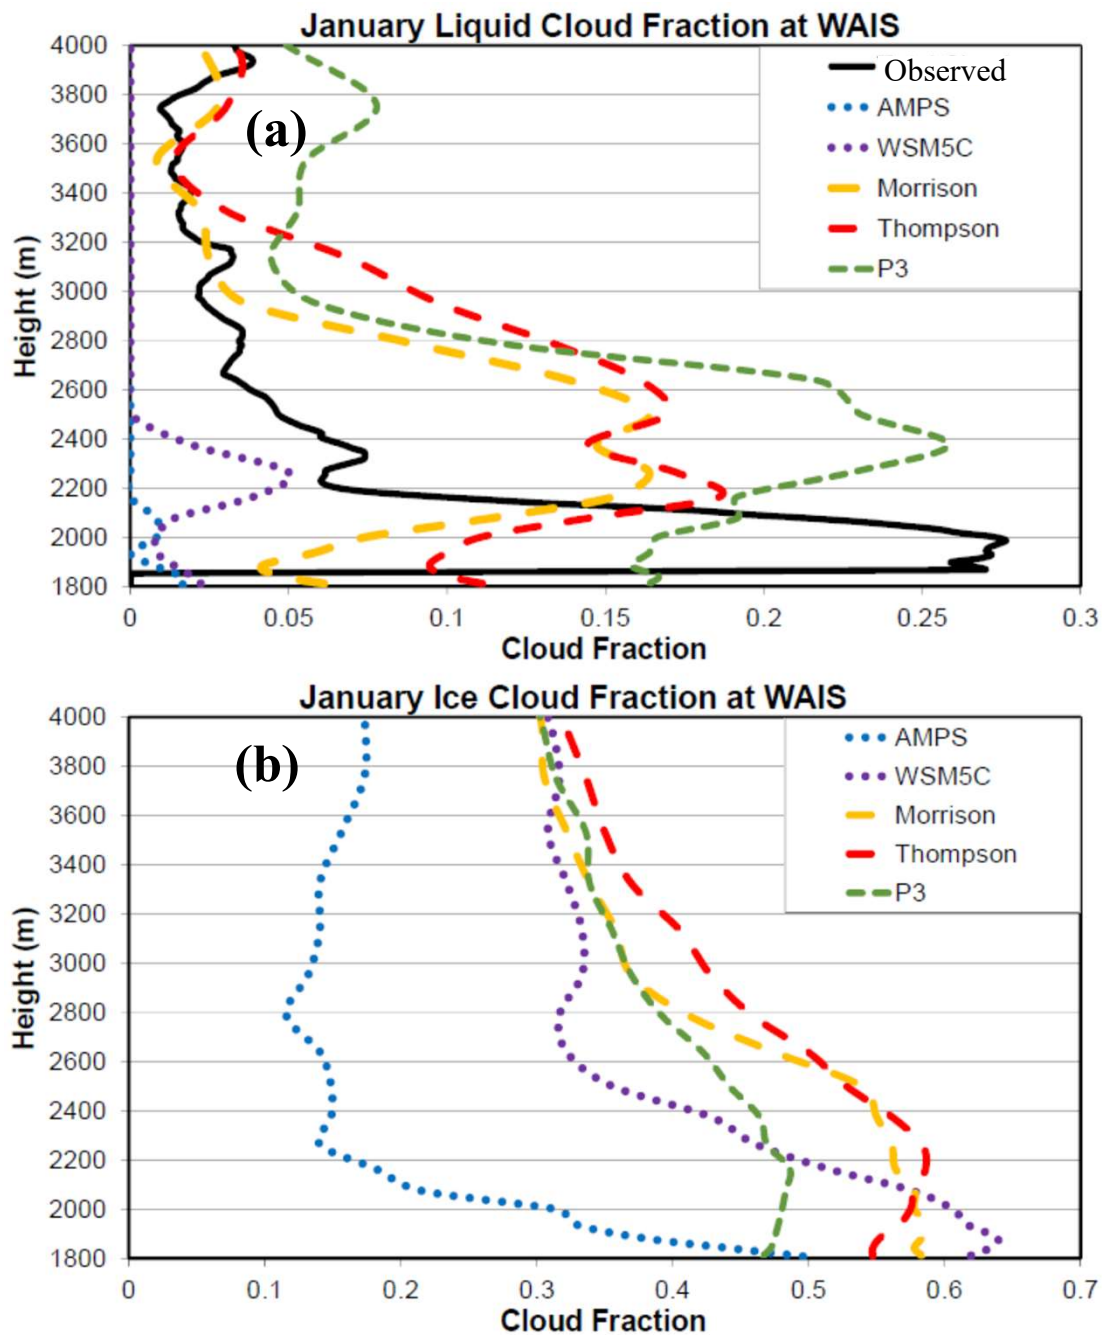 January Liquid Cloud Fraction at WAIS
4000
3800
3600
3400
3200
3000
2800
2600
2400
2200
2000
1800
Height (m)
(a)
Observed
AMPS
WSM5C
Morrison
Thompson
P3
0 0.05 0.1 0.15 0.2 0.25 0.3
Cloud Fraction
January Ice Cloud Fraction at WAIS
4000
3800
3600
3400
3200
3000
2800
2600
2400
2200
2000
1800
Height (m)
(b)
AMPS
WSM5C
Morrison
Thompson
P3
0 0.1 0.2 0.3 0.4 0.5 0.6 0.7
Cloud Fraction